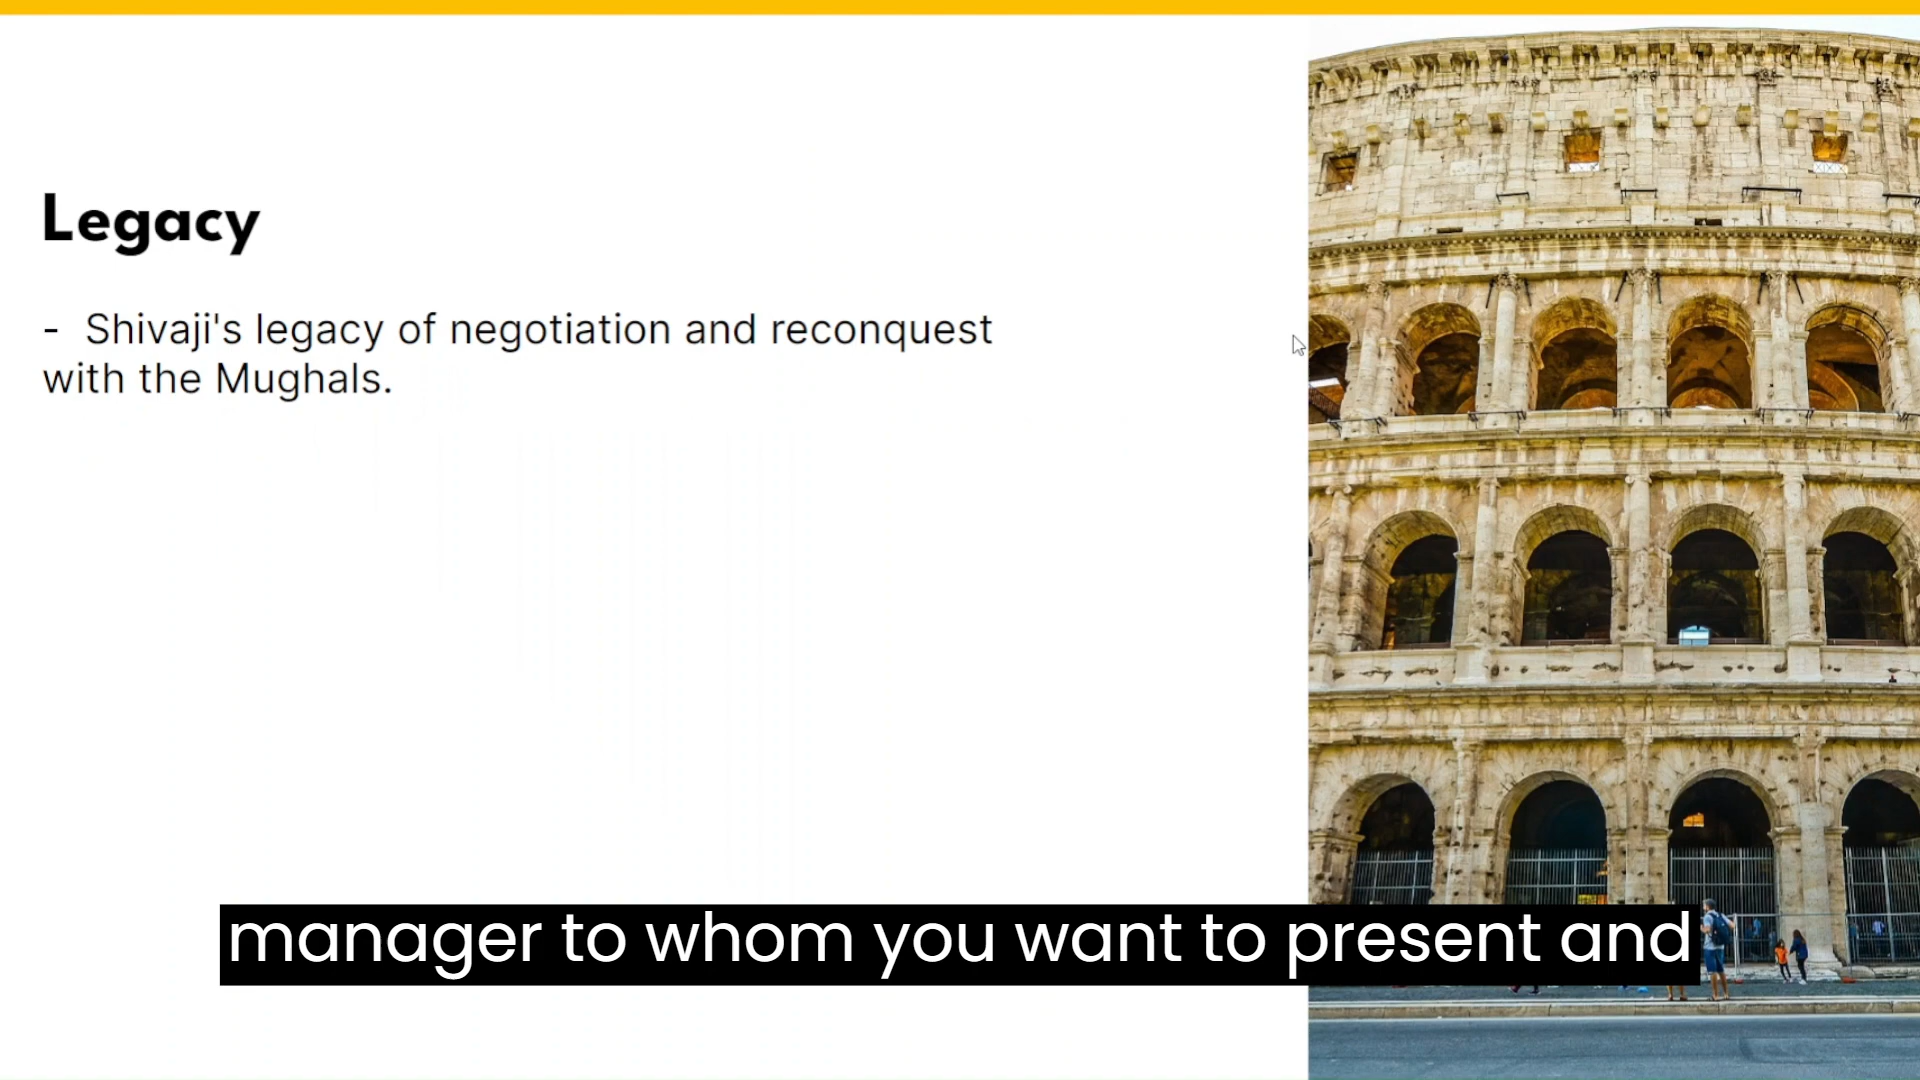 Legacy
- Shivaji's legacy of negotiation and reconquest
with the Mughals.
manager to whom you want to present and